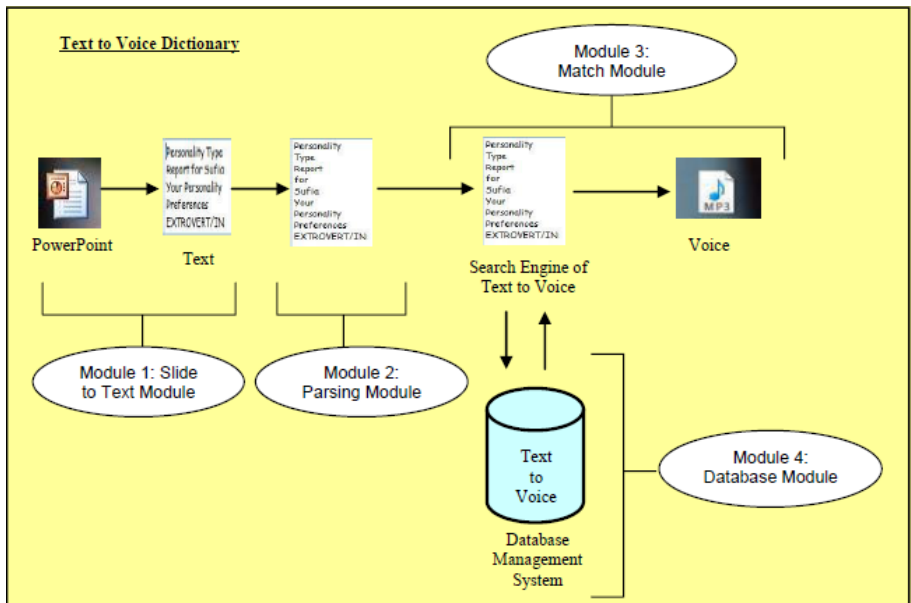 Text to Voice Dictionary
Module 3:
Match Module
Personality Type
Report for Sufia
Your Personality
Preferences
EXTROVERT/IN
Personality
Type
Report
for
Sufia
Your
Personality
Preferences
EXTROVERT/IN
Personality
Type
Report
for
Sufia
Your
Personality
Preferences
EXTROVERT/IN
MP3
PowerPoint
Text
Search Engine of
Text to Voice
Voice
Module 1: Slide
to Text Module
Module 2:
Parsing Module
Text
to
Voice
Database
Management
System
Module 4:
Database Module